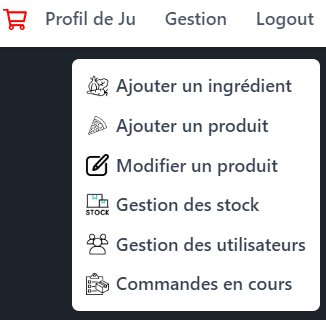 Profil de Ju Gestion Logout
Ajouter un ingrédient
Ajouter un produit
Modifier un produit
STOCK Gestion des stock
Gestion des utilisateurs
Commandes en cours